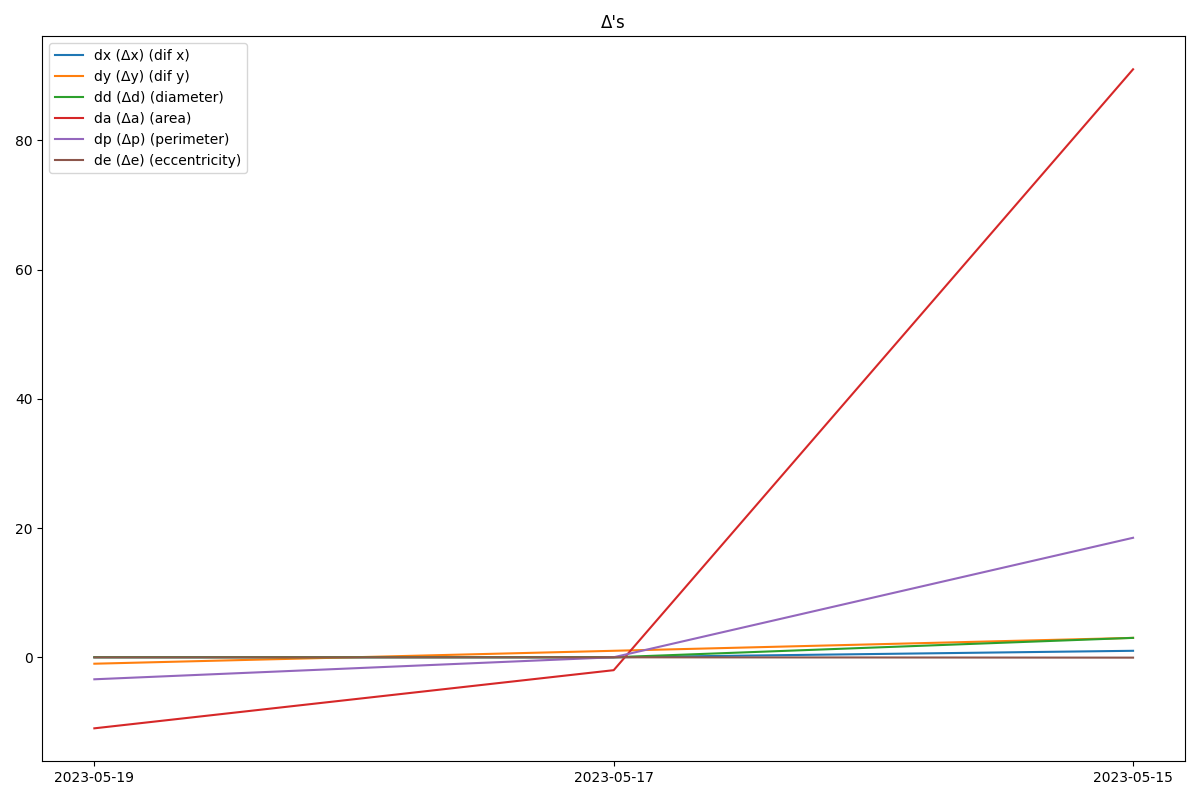 Δ's
dx (Δx) (dif x)
dy (Δy) (dif y)
dd (Δd) (diameter)
da (Δa) (area)
dp (Δp) (perimeter)
de (Δe) (eccentricity)
80
60
40
20
0
2023-05-19
2023-05-17
2023-05-15